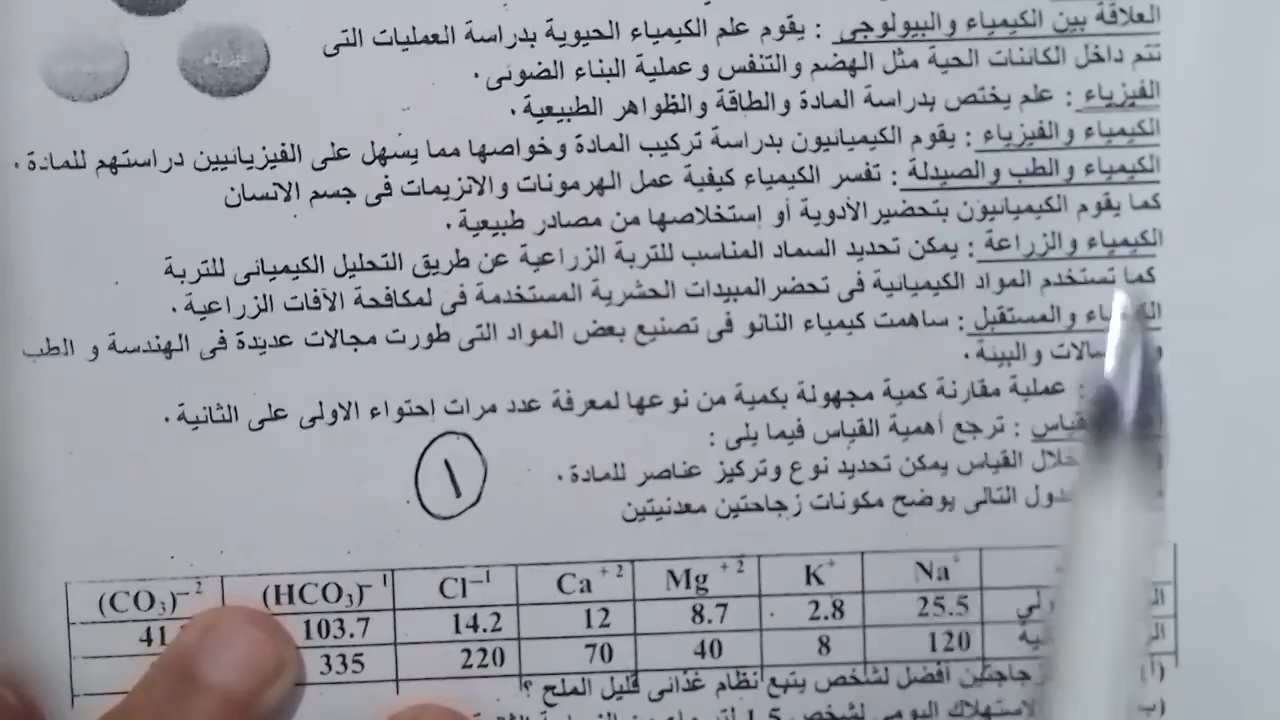 العلاقة بين الكيمياء والبيولوجى : يقوم علم الكيمياء الحيوية بدراسة العمليات التى
تتم داخل الكائنات الحية مثل الهضم والتنفس وعملية البناء الضوئى .
الفيزياء : علم يختص بدراسة المادة والطاقة والظواهر الطبيعية .
الكيمياء والفيزياء : يقوم الكيميائيون بدراسة تركيب المادة وخواصها مما يسهل على الفيزيائيين دراستهم للمادة .
الكيمياء والطب والصيدلة : تفسر الكيمياء كيفية عمل الهرمونات والانزيمات فى جسم الانسان
كما يقوم الكيميائيون بتحضير الأدوية أو إستخلاصها من مصادر طبيعية .
الكيمياء والزراعة : يمكن تحديد السماد المناسب للتربة الزراعية عن طريق التحليل الكيميائى للتربة
كما تستخدم المواد الكيميائية فى تحضر المبيدات الحشرية المستخدمة فى لمكافحة الآفات الزراعية .
والمستقبل : ساهمت كيمياء النانو فى تصنيع بعض المواد التى طورت مجالات عديدة فى الهندسة و الطب
والبيئة .
: عملية مقارنة كمية مجهولة بكمية من نوعها لمعرفة عدد مرات احتواء الاولى على الثانية .
: ترجع أهمية القياس فيما يلى :
القياس يمكن تحديد نوع وتركيز عناصر للمادة .
التالى يوضح مكونات زجاجتين معدنيتين
١
Na⁺ K⁺ Mg⁺² Ca⁺² Cl⁻¹ (HCO₃)⁻¹ (CO₃)⁻²
25.5 2.8 8.7 12 14.2 103.7
120 8 40 70 220 335
أفضل لشخص يتبع نظام غذائى قليل الملح ؟
اليومي لشخص 1.5 لتر